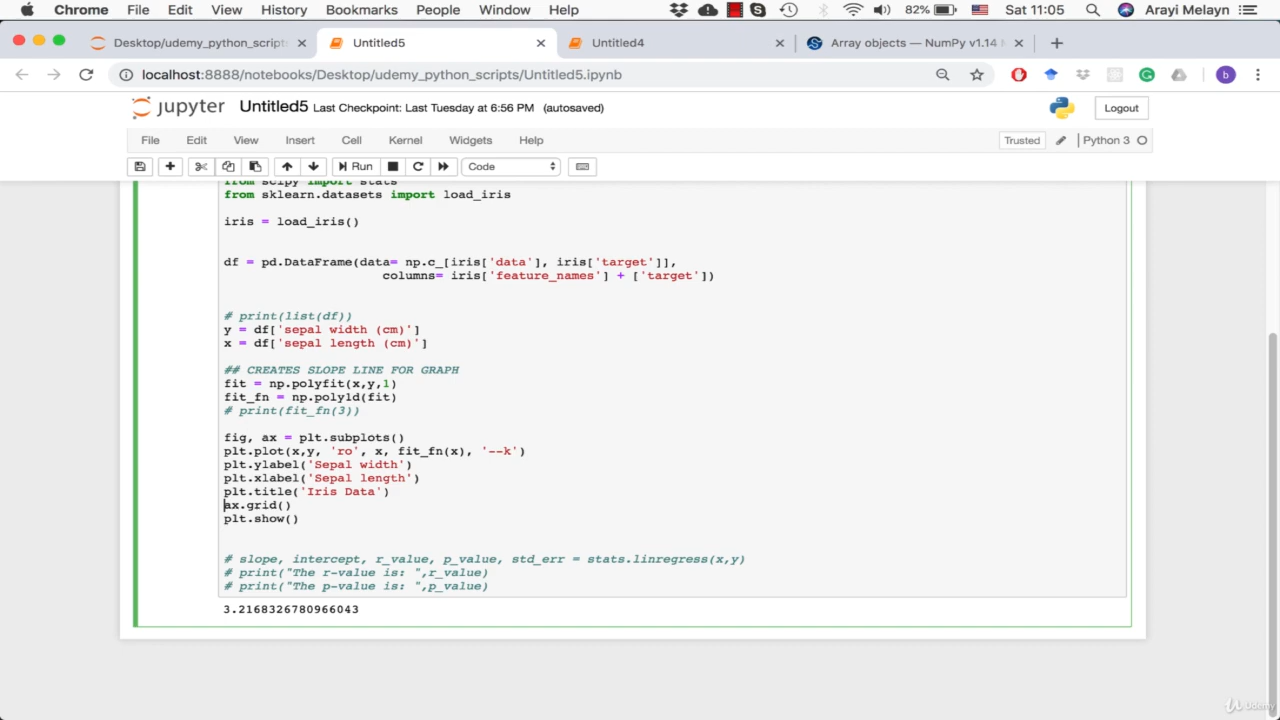 Chrome File Edit View History Bookmarks People Window Help 82% Sat 11:05 Arayi Melayn
Desktop/udemy_python_scripts Untitled5 Untitled4 Array objects — NumPy v1.14 M
localhost:8888/notebooks/Desktop/udemy_python_scripts/Untitled5.ipynb b
jupyter Untitled5 Last Checkpoint: Last Tuesday at 6:56 PM (autosaved) Logout
File Edit View Insert Cell Kernel Widgets Help Trusted Python 3
Run Code
from scipy import stats
from sklearn.datasets import load_iris
iris = load_iris()
df = pd.DataFrame(data= np.c_[iris['data'], iris['target']],
columns= iris['feature_names'] + ['target'])
# print(list(df))
y = df['sepal width (cm)']
x = df['sepal length (cm)']
## CREATES SLOPE LINE FOR GRAPH
fit = np.polyfit(x,y,1)
fit_fn = np.poly1d(fit)
# print(fit_fn(3))
fig, ax = plt.subplots()
plt.plot(x,y, 'ro', x, fit_fn(x), '--k')
plt.ylabel('Sepal width')
plt.xlabel('Sepal length')
plt.title('Iris Data')
ax.grid()
plt.show()
# slope, intercept, r_value, p_value, std_err = stats.linregress(x,y)
# print("The r-value is: ",r_value)
# print("The p-value is: ",p_value)
3.2168326780966043
Udemy